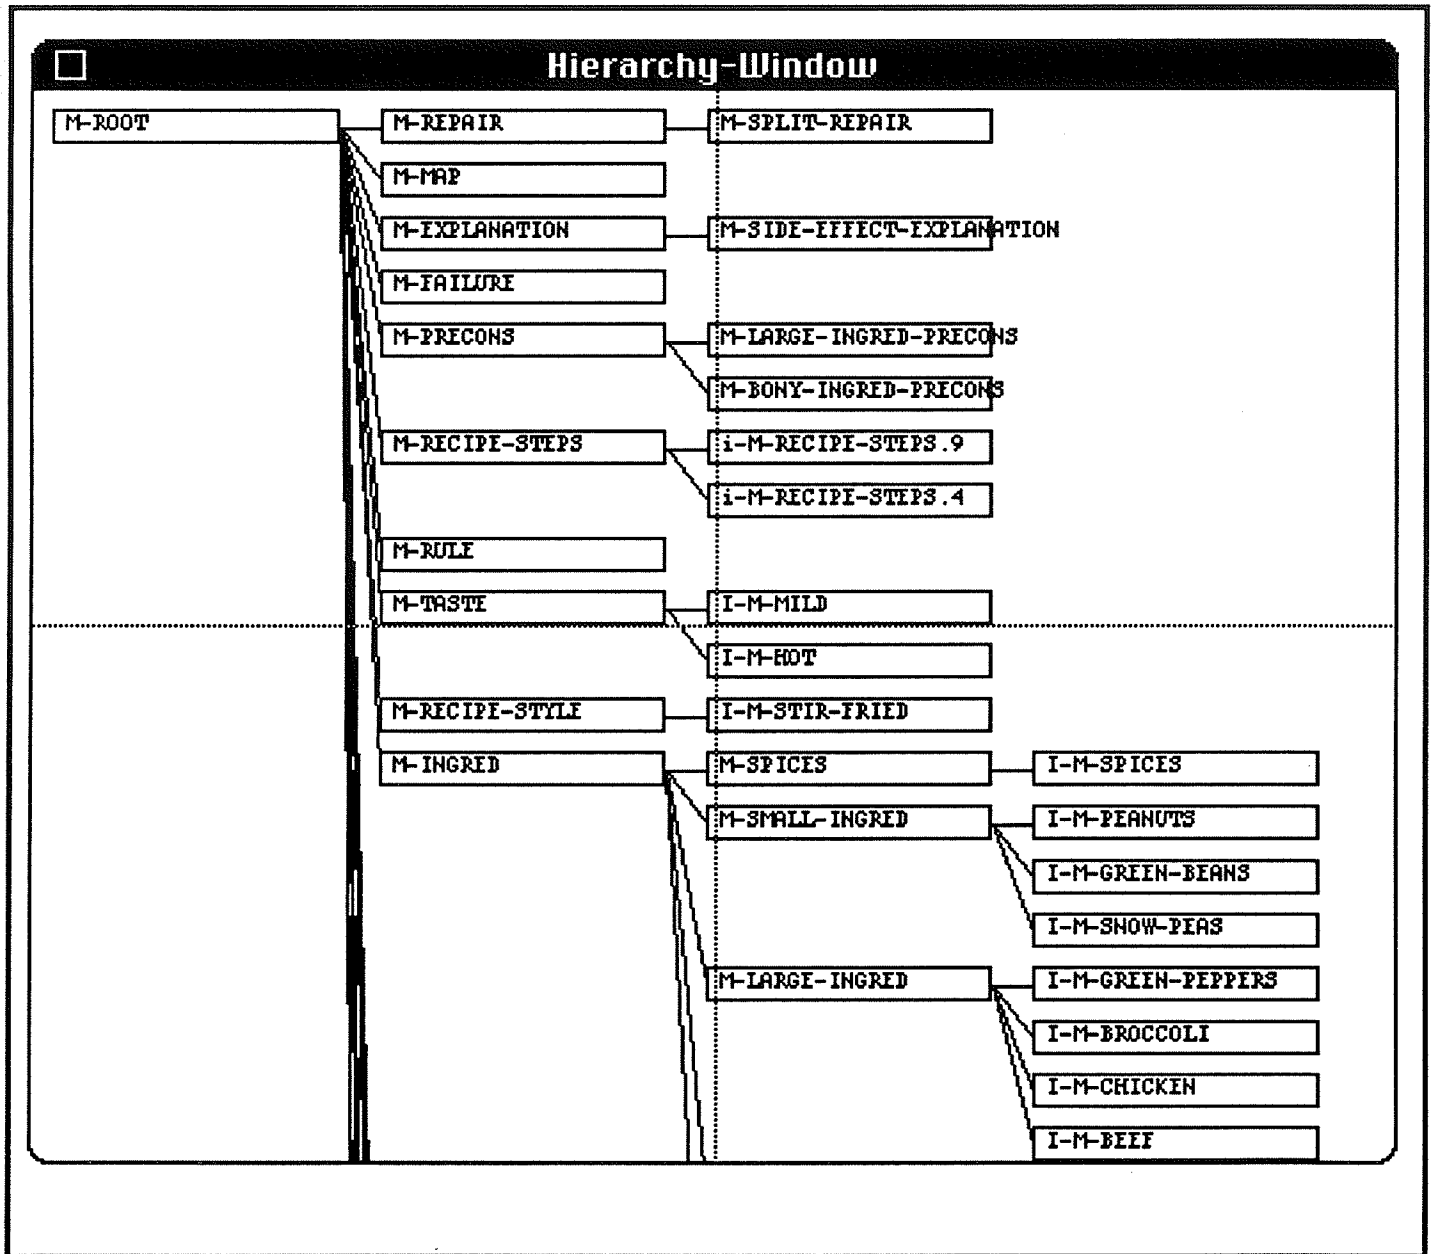 Hierarchy-Window
M-ROOT M-REPAIR M-SPLIT-REPAIR
M-MAP
M-EXPLANATION M-SIDE-EFFECT-EXPLANATION
M-FAILURE
M-PRECONS M-LARGE-INGRED-PRECONS
M-BONY-INGRED-PRECONS
M-RECIPE-STEPS i-M-RECIPE-STEPS.9
i-M-RECIPE-STEPS.4
M-RULE
M-TASTE I-M-MILD
I-M-HOT
M-RECIPE-STYLE I-M-STIR-FRIED
M-INGRED M-SPICES I-M-SPICES
M-SMALL-INGRED I-M-PEANUTS
I-M-GREEN-BEANS
I-M-SNOW-PEAS
M-LARGE-INGRED I-M-GREEN-PEPPERS
I-M-BROCCOLI
I-M-CHICKEN
I-M-BEEF